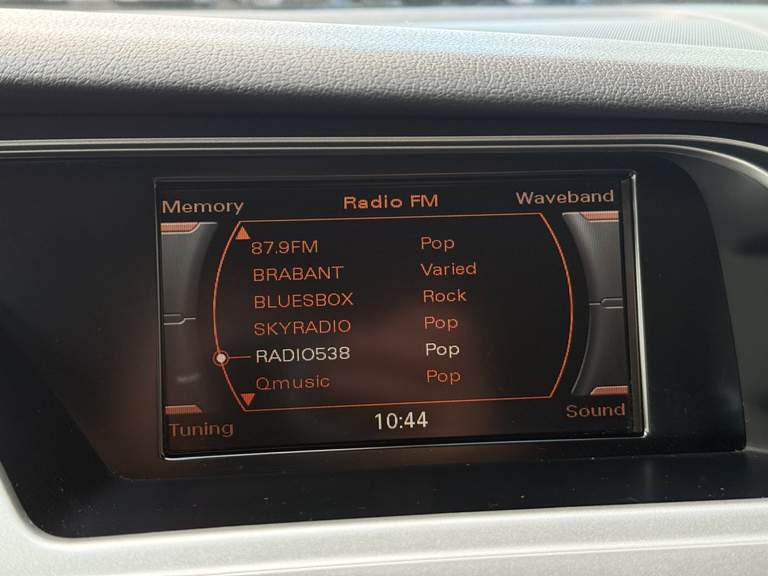 Memory Radio FM Waveband
87.9FM Pop
BRABANT Varied
BLUESBOX Rock
SKYRADIO Pop
RADIO538 Pop
Qmusic Pop
Tuning 10:44 Sound